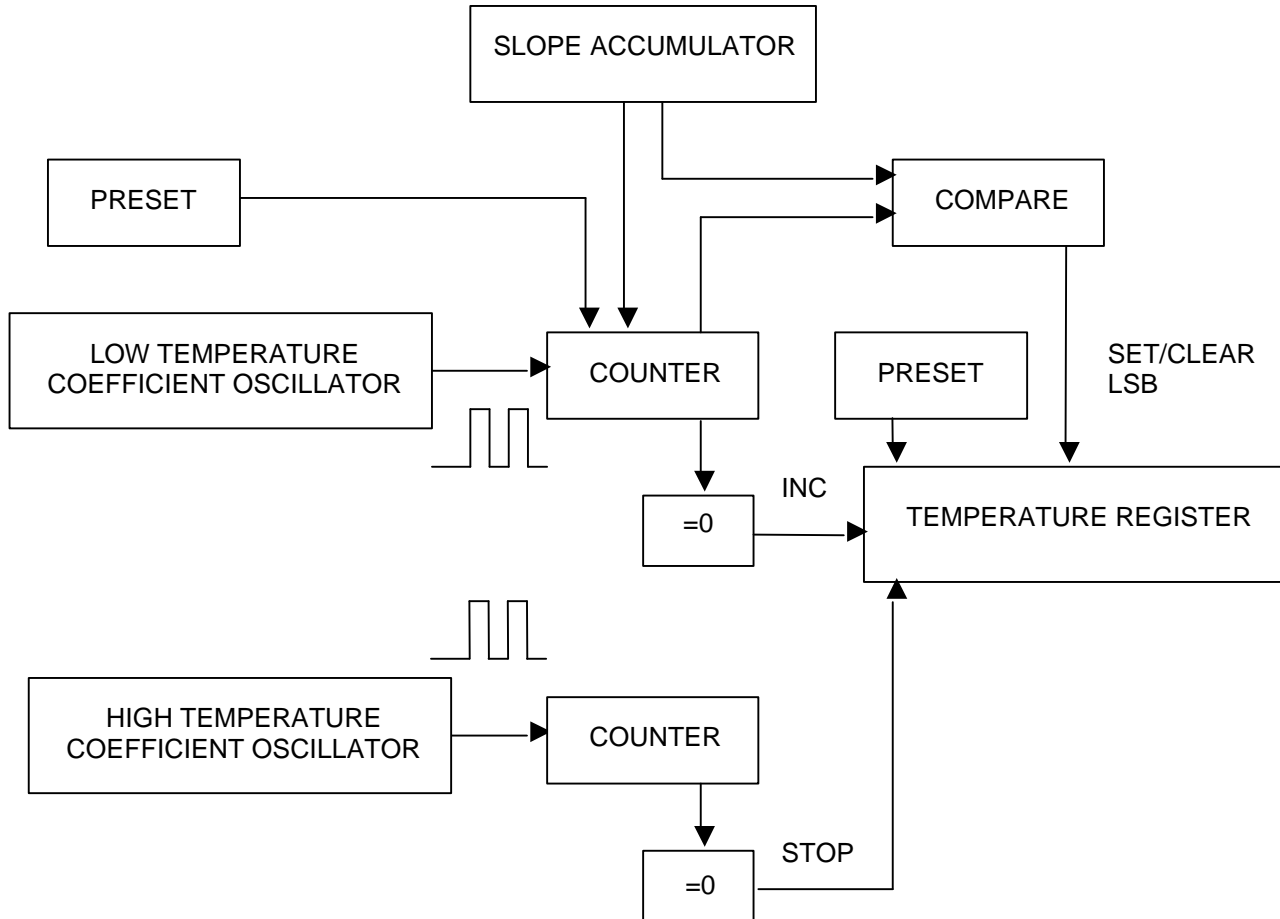 SLOPE ACCUMULATOR
PRESET
COMPARE
LOW TEMPERATURE
COEFFICIENT OSCILLATOR
COUNTER
PRESET
SET/CLEAR
LSB
=0
INC
TEMPERATURE REGISTER
HIGH TEMPERATURE
COEFFICIENT OSCILLATOR
COUNTER
=0
STOP